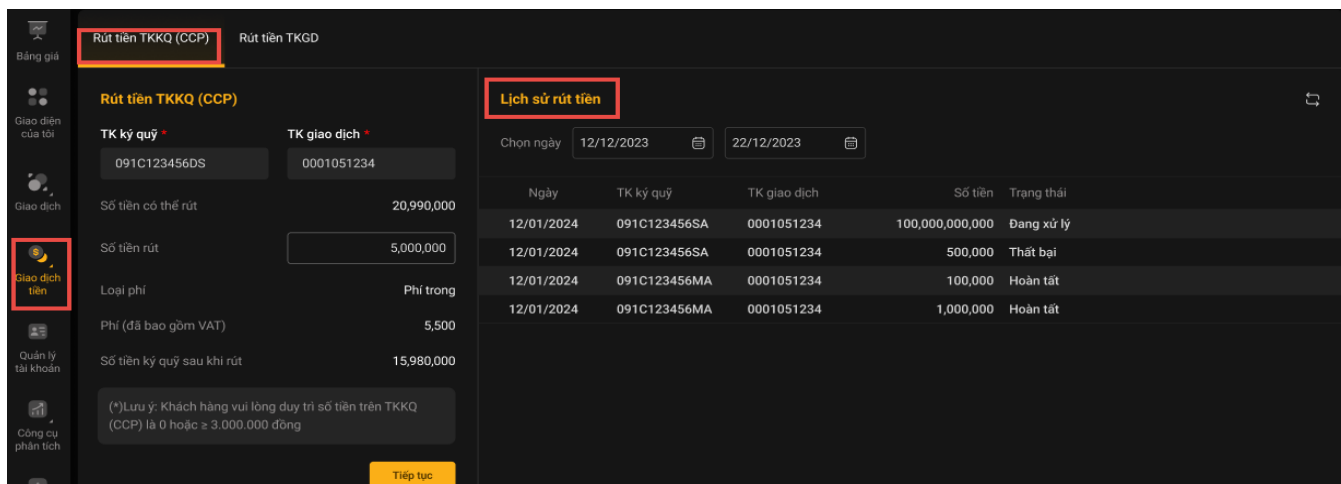 Bảng giá
Giao diện
của tôi
Giao dịch
Giao dịch
tiền
Quản lý
tài khoản
Công cụ
phân tích
Rút tiền TKKQ (CCP) Rút tiền TKGD
Rút tiền TKKQ (CCP)
TK ký quỹ * TK giao dịch *
091C123456DS 0001051234
Số tiền có thể rút 20,990,000
Số tiền rút 5,000,000
Loại phí Phí trong
Phí (đã bao gồm VAT) 5,500
Số tiền ký quỹ sau khi rút 15,980,000
(*)Lưu ý: Khách hàng vui lòng duy trì số tiền trên TKKQ
(CCP) là 0 hoặc ≥ 3.000.000 đồng
Tiếp tục
Lịch sử rút tiền
Chọn ngày 12/12/2023 22/12/2023
Ngày TK ký quỹ TK giao dịch Số tiền Trạng thái
12/01/2024 091C123456SA 0001051234 100,000,000,000 Đang xử lý
12/01/2024 091C123456SA 0001051234 500,000 Thất bại
12/01/2024 091C123456MA 0001051234 100,000 Hoàn tất
12/01/2024 091C123456MA 0001051234 1,000,000 Hoàn tất